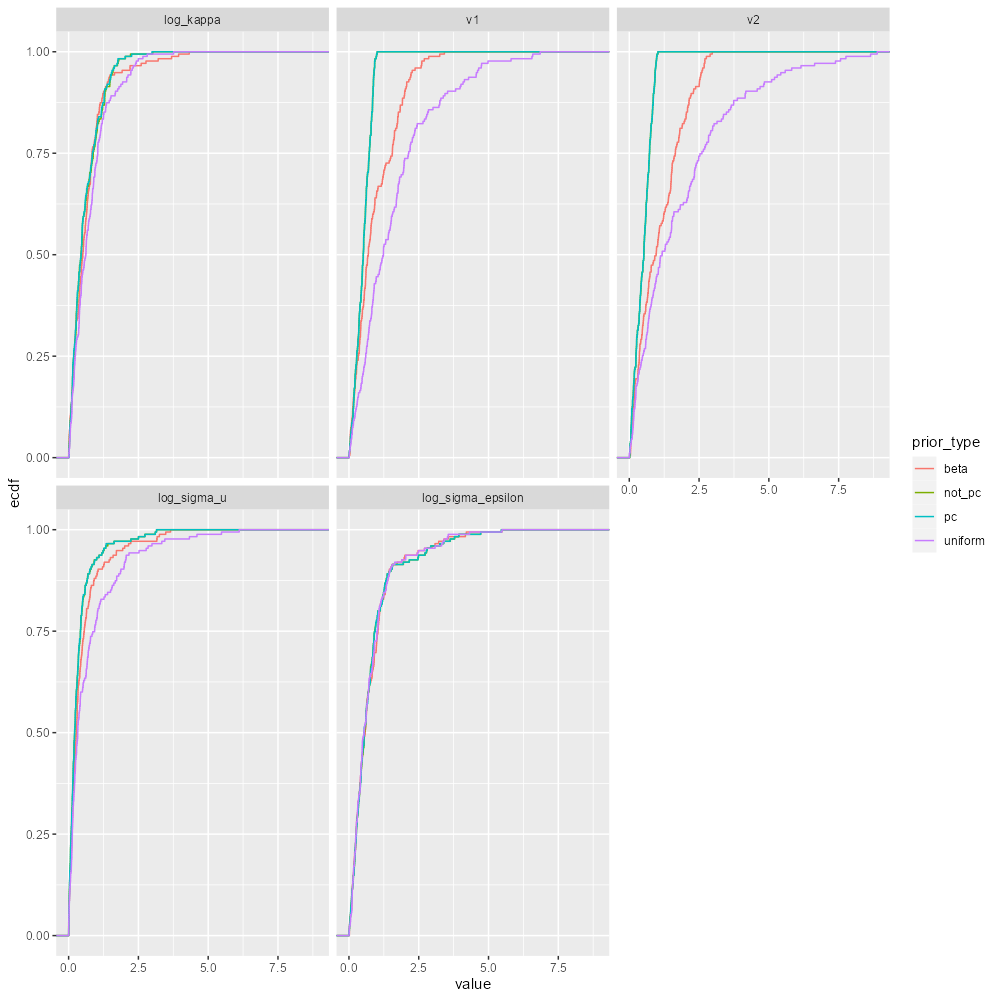 log_kappa
v1
v2
1.00
0.75
0.50
0.25
0.00
0.0 2.5 5.0 7.5
ecdf
log_sigma_u
log_sigma_epsilon
1.00
0.75
0.50
0.25
0.00
0.0 2.5 5.0 7.5
0.0 2.5 5.0 7.5
value
prior_type
beta
not_pc
pc
uniform